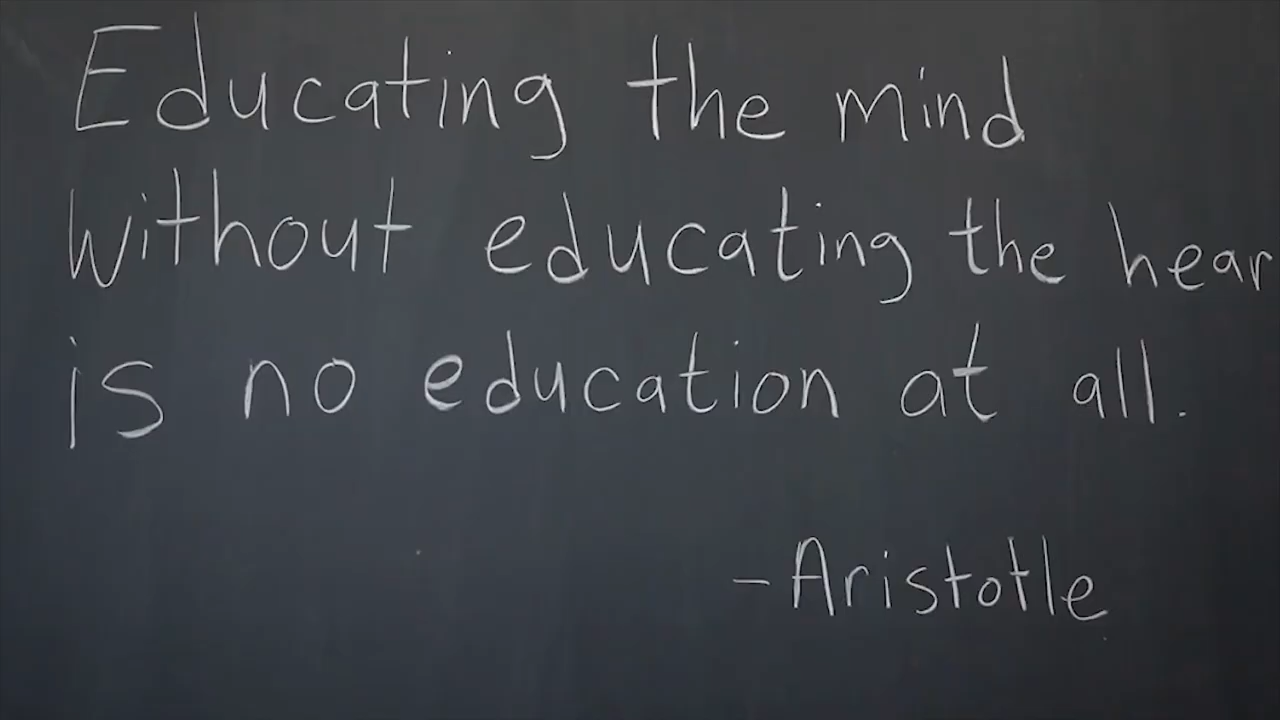 Educating the mind
without educating the hear
is no education at all.
- Aristotle